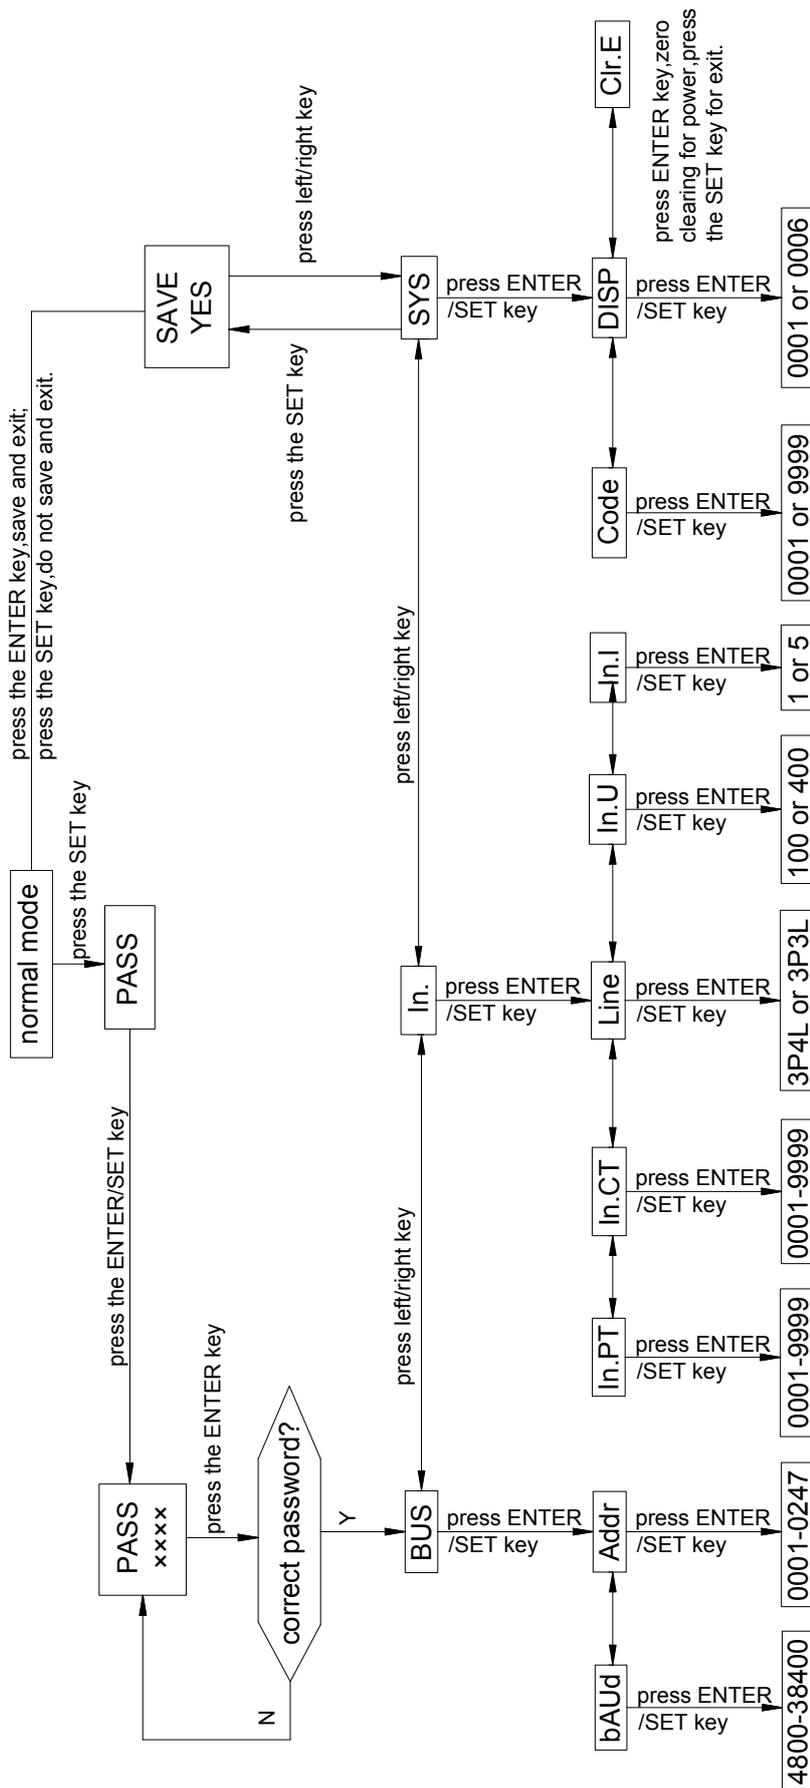 normal mode
press the ENTER key,save and exit;
press the SET key,do not save and exit.
press the SET key
PASS
press the ENTER/SET key
PASS
××××
press the ENTER key
correct password?
N
Y
SAVE
YES
press the SET key
press left/right key
BUS
press left/right key
In.
press left/right key
SYS
press ENTER
/SET key
press ENTER
/SET key
press ENTER
/SET key
bAUd
Addr
In.PT
In.CT
Line
In.U
In.I
Code
DISP
Clr.E
press ENTER key,zero
clearing for power,press
the SET key for exit.
press ENTER
/SET key
press ENTER
/SET key
press ENTER
/SET key
press ENTER
/SET key
press ENTER
/SET key
press ENTER
/SET key
press ENTER
/SET key
press ENTER
/SET key
press ENTER
/SET key
4800-38400
0001-0247
0001-9999
0001-9999
3P4L or 3P3L
100 or 400
1 or 5
0001 or 9999
0001 or 0006